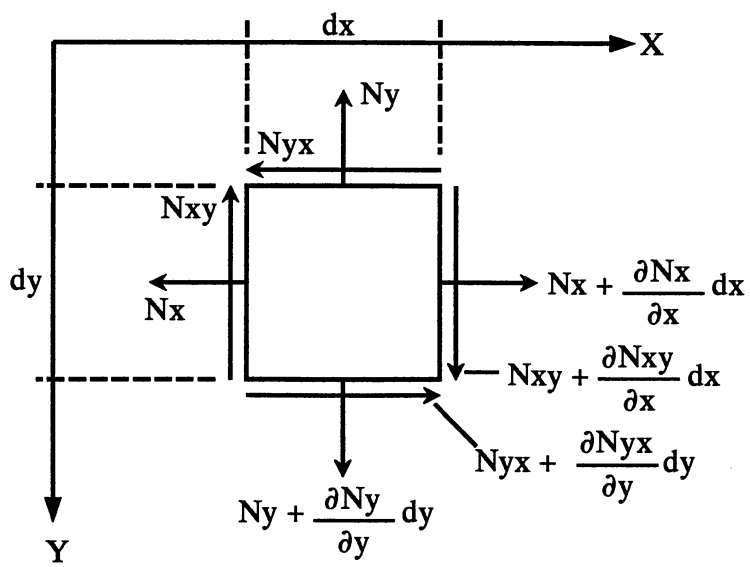 dx
X
Ny
Nyx
Nxy
dy
Nx
Nx + ∂Nx/∂x dx
Nxy + ∂Nxy/∂x dx
Nyx + ∂Nyx/∂y dy
Ny + ∂Ny/∂y dy
Y